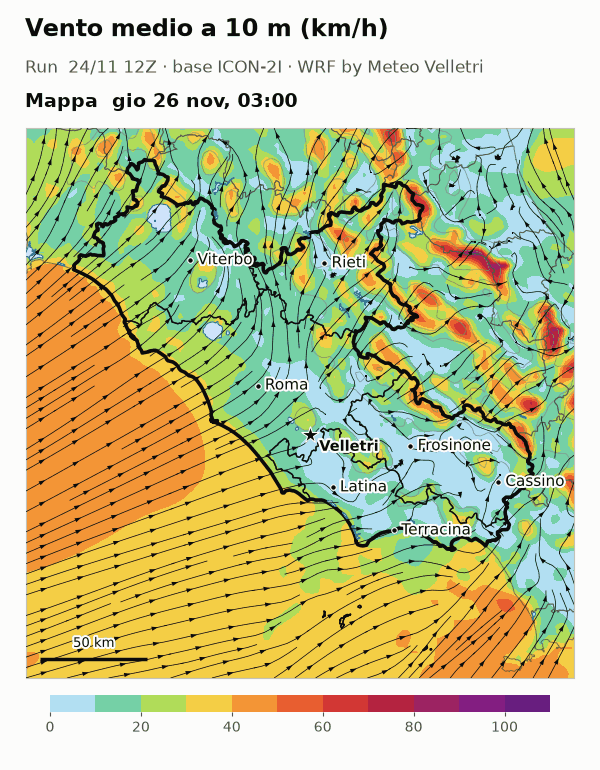 Vento medio a 10 m (km/h)
Run  24/11 12Z · base ICON-2I · WRF by Meteo Velletri
Mappa  gio 26 nov, 03:00
Viterbo
Rieti
Roma
Velletri
Frosinone
Latina
Cassino
Terracina
50 km
0 20 40 60 80 100